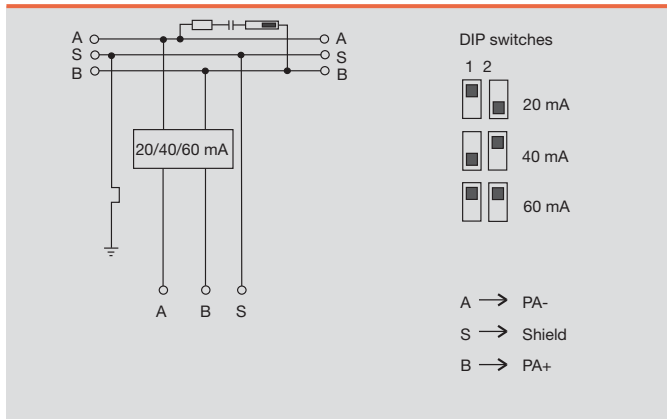 A A
S S
B B
20/40/60 mA
A B S
DIP switches
1 2
20 mA
40 mA
60 mA
A → PA-
S → Shield
B → PA+